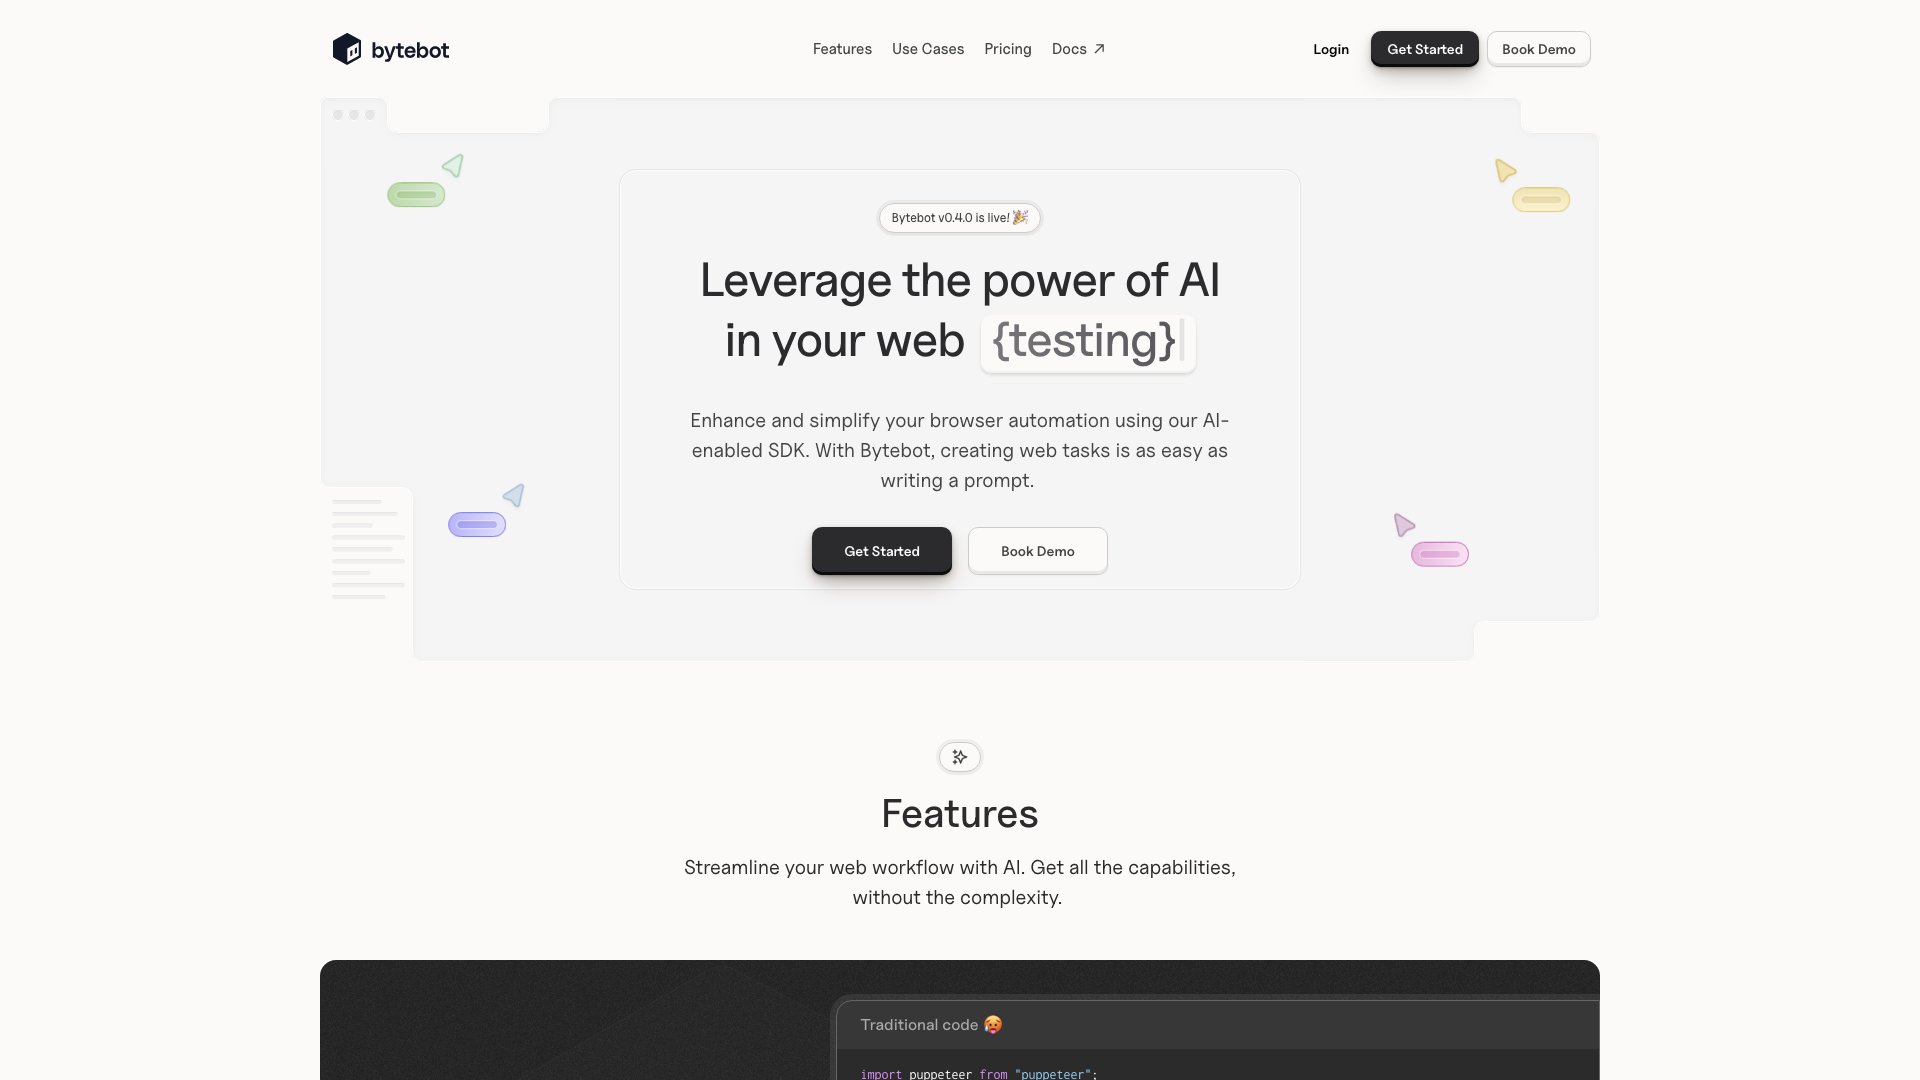 bytebot
Features
Use Cases
Pricing
Docs
Login
Get Started
Book Demo
Bytebot v0.4.0 is live! 🎉
Leverage the power of AI
in your web {testing}
Enhance and simplify your browser automation using our AI-
enabled SDK. With Bytebot, creating web tasks is as easy as
writing a prompt.
Get Started
Book Demo
Features
Streamline your web workflow with AI. Get all the capabilities,
without the complexity.
Traditional code 🥵
import puppeteer from "puppeteer";